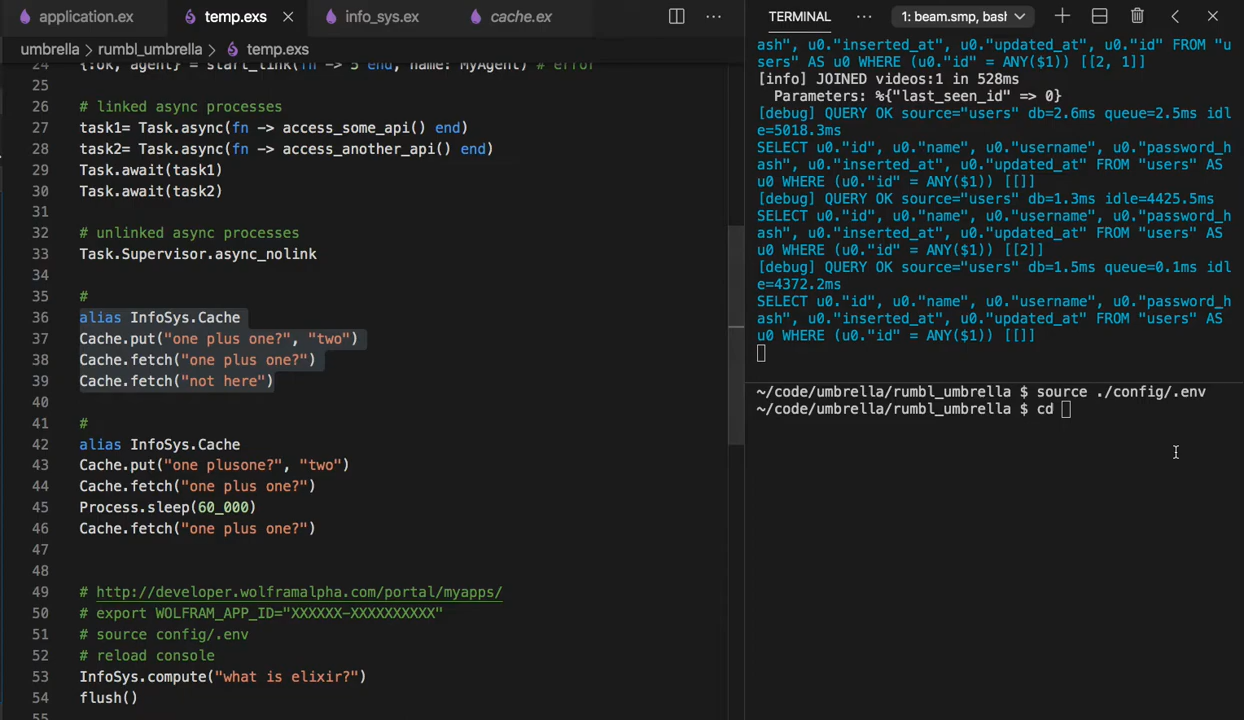 application.ex temp.exs info_sys.ex cache.ex
umbrella rumbl_umbrella temp.exs
24 {:ok, agent} = start_link(fn -> 5 end, name: MyAgent) # error
25
26 # linked async processes
27 task1= Task.async(fn -> access_some_api() end)
28 task2= Task.async(fn -> access_another_api() end)
29 Task.await(task1)
30 Task.await(task2)
31
32 # unlinked async processes
33 Task.Supervisor.async_nolink
34
35 #
36 alias InfoSys.Cache
37 Cache.put("one plus one?", "two")
38 Cache.fetch("one plus one?")
39 Cache.fetch("not here")
40
41 #
42 alias InfoSys.Cache
43 Cache.put("one plusone?", "two")
44 Cache.fetch("one plus one?")
45 Process.sleep(60_000)
46 Cache.fetch("one plus one?")
47
48
49 # http://developer.wolframalpha.com/portal/myapps/
50 # export WOLFRAM_APP_ID="XXXXXX-XXXXXXXXXX"
51 # source config/.env
52 # reload console
53 InfoSys.compute("what is elixir?")
54 flush()
55
TERMINAL 1: beam.smp, bash
ash", u0."inserted_at", u0."updated_at", u0."id" FROM "u
sers" AS u0 WHERE (u0."id" = ANY($1)) [[2, 1]]
[info] JOINED videos:1 in 528ms
Parameters: %{"last_seen_id" => 0}
[debug] QUERY OK source="users" db=2.6ms queue=2.5ms idl
e=5018.3ms
SELECT u0."id", u0."name", u0."username", u0."password_h
ash", u0."inserted_at", u0."updated_at" FROM "users" AS
u0 WHERE (u0."id" = ANY($1)) [[]]
[debug] QUERY OK source="users" db=1.3ms idle=4425.5ms
SELECT u0."id", u0."name", u0."username", u0."password_h
ash", u0."inserted_at", u0."updated_at" FROM "users" AS
u0 WHERE (u0."id" = ANY($1)) [[2]]
[debug] QUERY OK source="users" db=1.5ms queue=0.1ms idl
e=4372.2ms
SELECT u0."id", u0."name", u0."username", u0."password_h
ash", u0."inserted_at", u0."updated_at" FROM "users" AS
u0 WHERE (u0."id" = ANY($1)) [[]]
~/code/umbrella/rumbl_umbrella $ source ./config/.env
~/code/umbrella/rumbl_umbrella $ cd